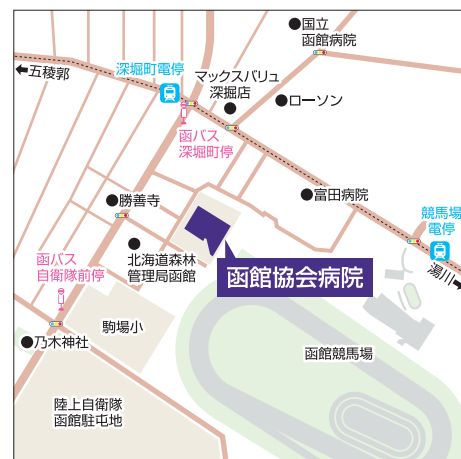 ●国立
函館病院
←五稜郭
深堀町電停
マックスバリュ
深掘店
●
●ローソン
函バス
深堀町停
●勝善寺
●富田病院
競馬場
電停
湯川→
函バス
自衛隊前停
●
北海道森林
管理局函館
函館協会病院
駒場小
●乃木神社
函館競馬場
陸上自衛隊
函館駐屯地